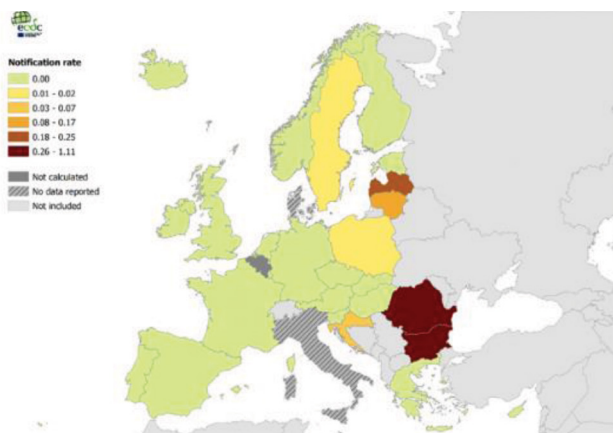 ecdc
Notification rate
0.00
0.01 - 0.02
0.03 - 0.07
0.08 - 0.17
0.18 - 0.25
0.26 - 1.11
Not calculated
No data reported
Not included